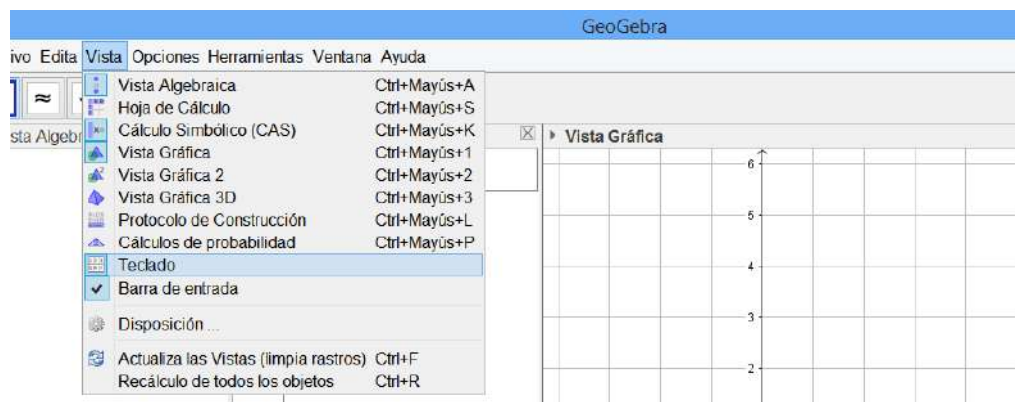 GeoGebra
ivo Edita Vista Opciones Herramientas Ventana Ayuda
≈
sta Algebr
Vista Algebraica Ctrl+Mayús+A
Hoja de Cálculo Ctrl+Mayús+S
Cálculo Simbólico (CAS) Ctrl+Mayús+K
Vista Gráfica Ctrl+Mayús+1
Vista Gráfica 2 Ctrl+Mayús+2
Vista Gráfica 3D Ctrl+Mayús+3
Protocolo de Construcción Ctrl+Mayús+L
Cálculos de probabilidad Ctrl+Mayús+P
Teclado
Barra de entrada
Disposición ...
Actualiza las Vistas (limpia rastros) Ctrl+F
Recálculo de todos los objetos Ctrl+R
Vista Gráfica
6
5
4
3
2